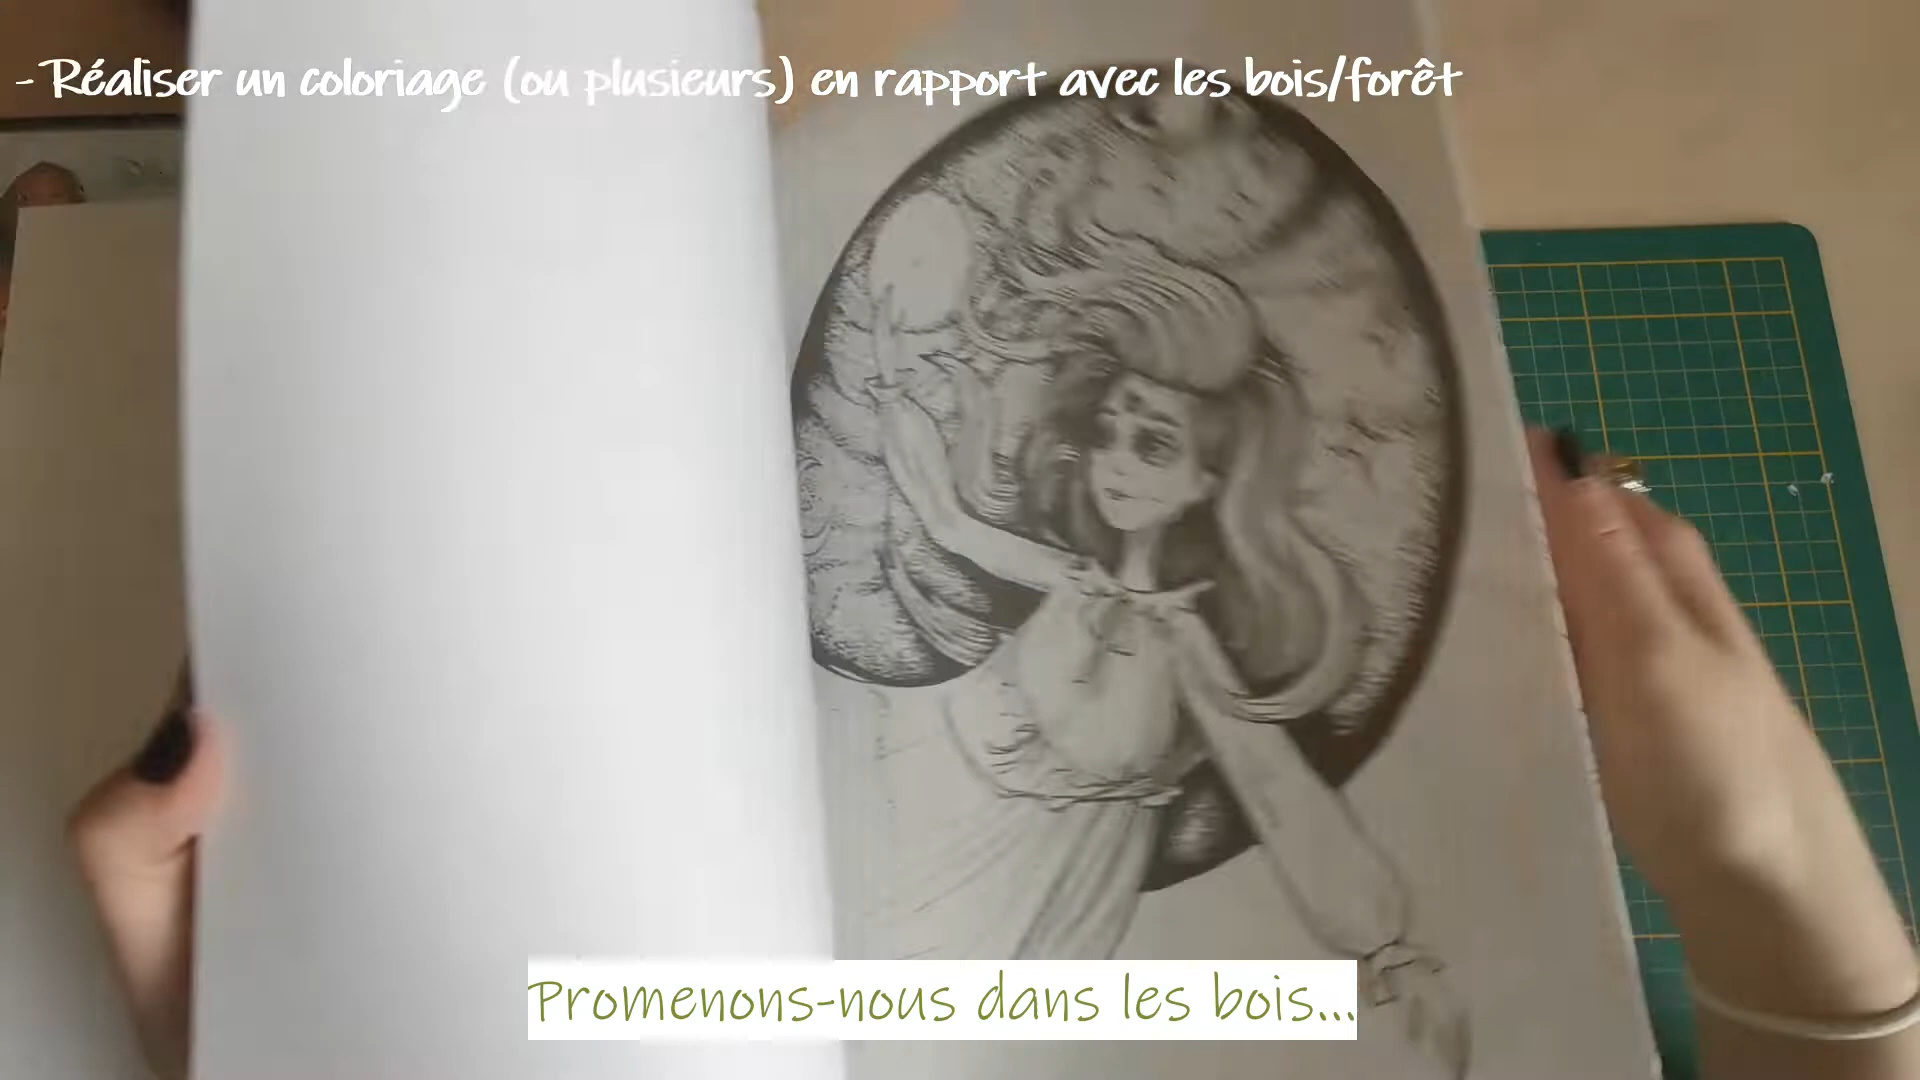 - Réaliser un coloriage (ou plusieurs) en rapport avec les bois/forêt
Promenons-nous dans les bois...